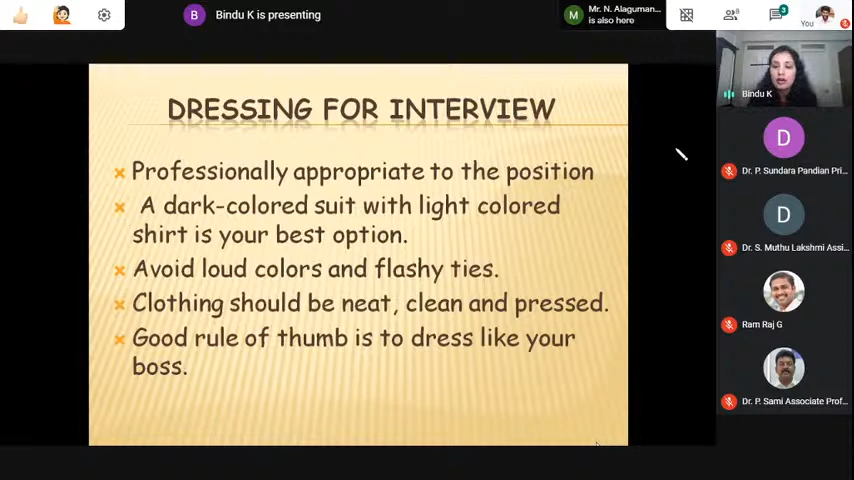 B
Bindu K is presenting
M
Mr. N. Alaguman...
is also here
8
3
You
DRESSING FOR INTERVIEW
Professionally appropriate to the position
A dark-colored suit with light colored
shirt is your best option.
Avoid loud colors and flashy ties.
Clothing should be neat, clean and pressed.
Good rule of thumb is to dress like your
boss.
Bindu K
D
Dr. P. Sundara Pandian Pri...
D
Dr. S. Muthu Lakshmi Assi...
Ram Raj G
Dr. P. Sami Associate Prof...